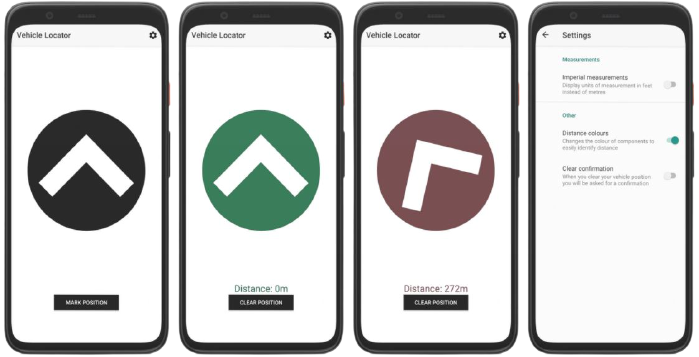 Vehicle Locator
MARK POSITION
Vehicle Locator
Distance: 0m
CLEAR POSITION
Vehicle Locator
Distance: 272m
CLEAR POSITION
Settings
Measurements
Imperial measurements
Display units of measurement in feet
instead of metres
Other
Distance colours
Changes the colour of components to
easily identify distance
Clear confirmation
When you clear your vehicle position
you will be asked for a confirmation